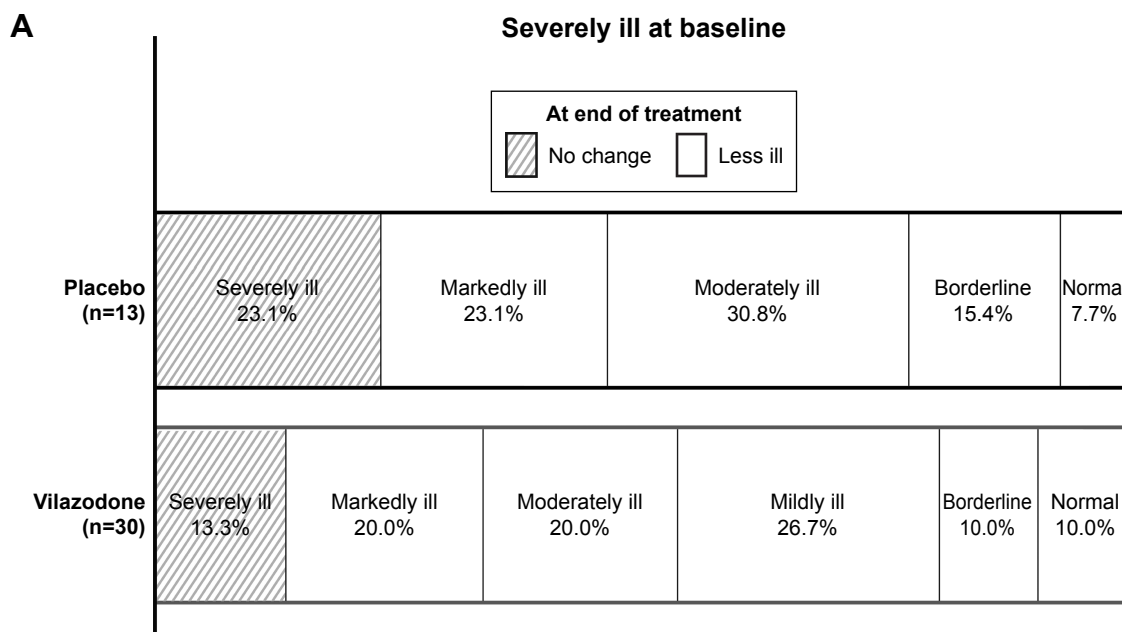 A
Severely ill at baseline
At end of treatment
No change
Less ill
Placebo
(n=13)
Severely ill
23.1%
Markedly ill
23.1%
Moderately ill
30.8%
Borderline
15.4%
Norma
7.7%
Vilazodone
(n=30)
Severely ill
13.3%
Markedly ill
20.0%
Moderately ill
20.0%
Mildly ill
26.7%
Borderline
10.0%
Normal
10.0%